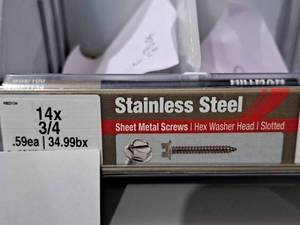 14x
3/4
.59ea | 34.99bx
Stainless Steel
Sheet Metal Screws | Hex Washer Head | Slotted